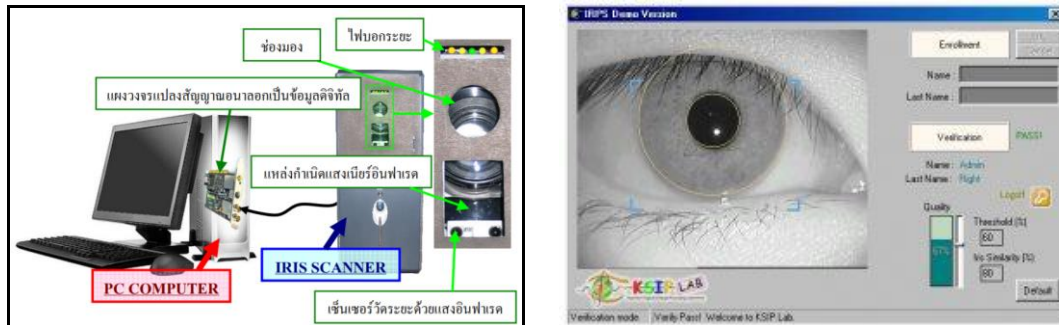 ไฟบอกระยะ
ช่องมอง
แผงวงจรแปลงสัญญาณอนาลอกเป็นข้อมูลดิจิทัล
แหล่งกำเนิดแสงเนียร์อินฟาเรด
IRIS SCANNER
PC COMPUTER
เซ็นเซอร์วัดระยะด้วยแสงอินฟาเรด
IRPS Demo Version
Enrollment
Cancel
Name :
Last Name :
Verification PASS!
Name : Admin
Last Name : Right
Logout
Quality
Threshold [%]
60
67%
Iris Similarity [%]
80
Default
KSIP LAB
Verification mode Verify Pass! Welcome to KSIP Lab.